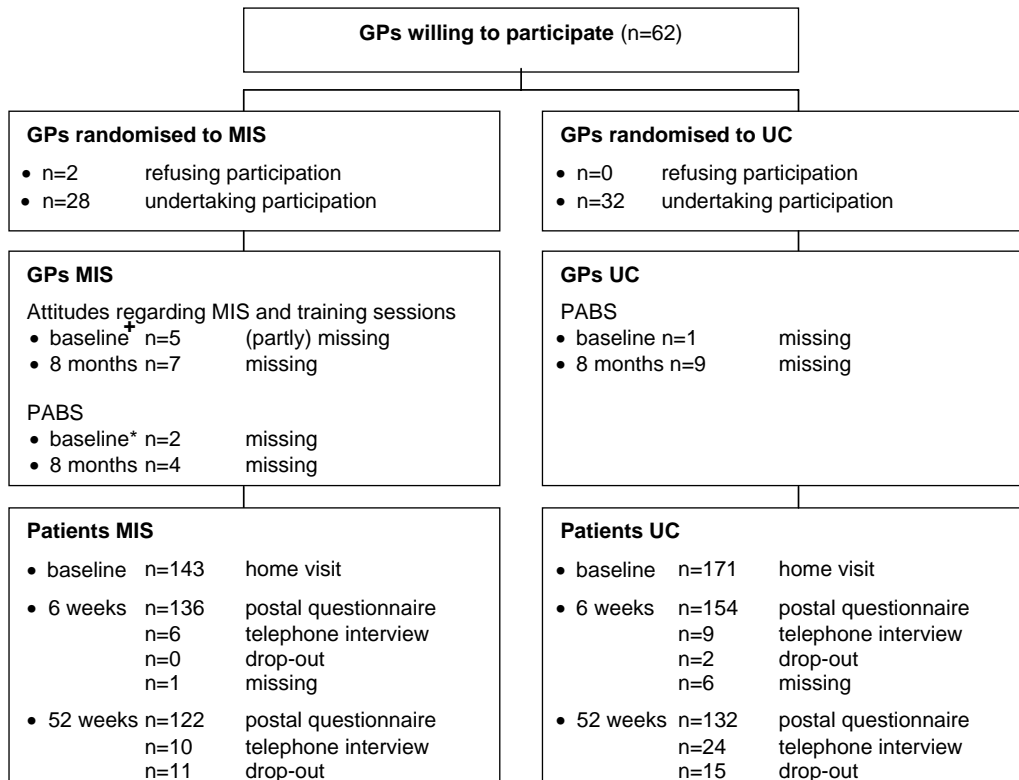 GPs willing to participate (n=62)
GPs randomised to MIS
• n=2 refusing participation
• n=28 undertaking participation
GPs randomised to UC
• n=0 refusing participation
• n=32 undertaking participation
GPs MIS
Attitudes regarding MIS and training sessions
• baseline+ n=5 (partly) missing
• 8 months n=7 missing
PABS
• baseline* n=2 missing
• 8 months n=4 missing
GPs UC
PABS
• baseline n=1 missing
• 8 months n=9 missing
Patients MIS
• baseline n=143 home visit
• 6 weeks n=136 postal questionnaire
n=6 telephone interview
n=0 drop-out
n=1 missing
• 52 weeks n=122 postal questionnaire
n=10 telephone interview
n=11 drop-out
Patients UC
• baseline n=171 home visit
• 6 weeks n=154 postal questionnaire
n=9 telephone interview
n=2 drop-out
n=6 missing
• 52 weeks n=132 postal questionnaire
n=24 telephone interview
n=15 drop-out